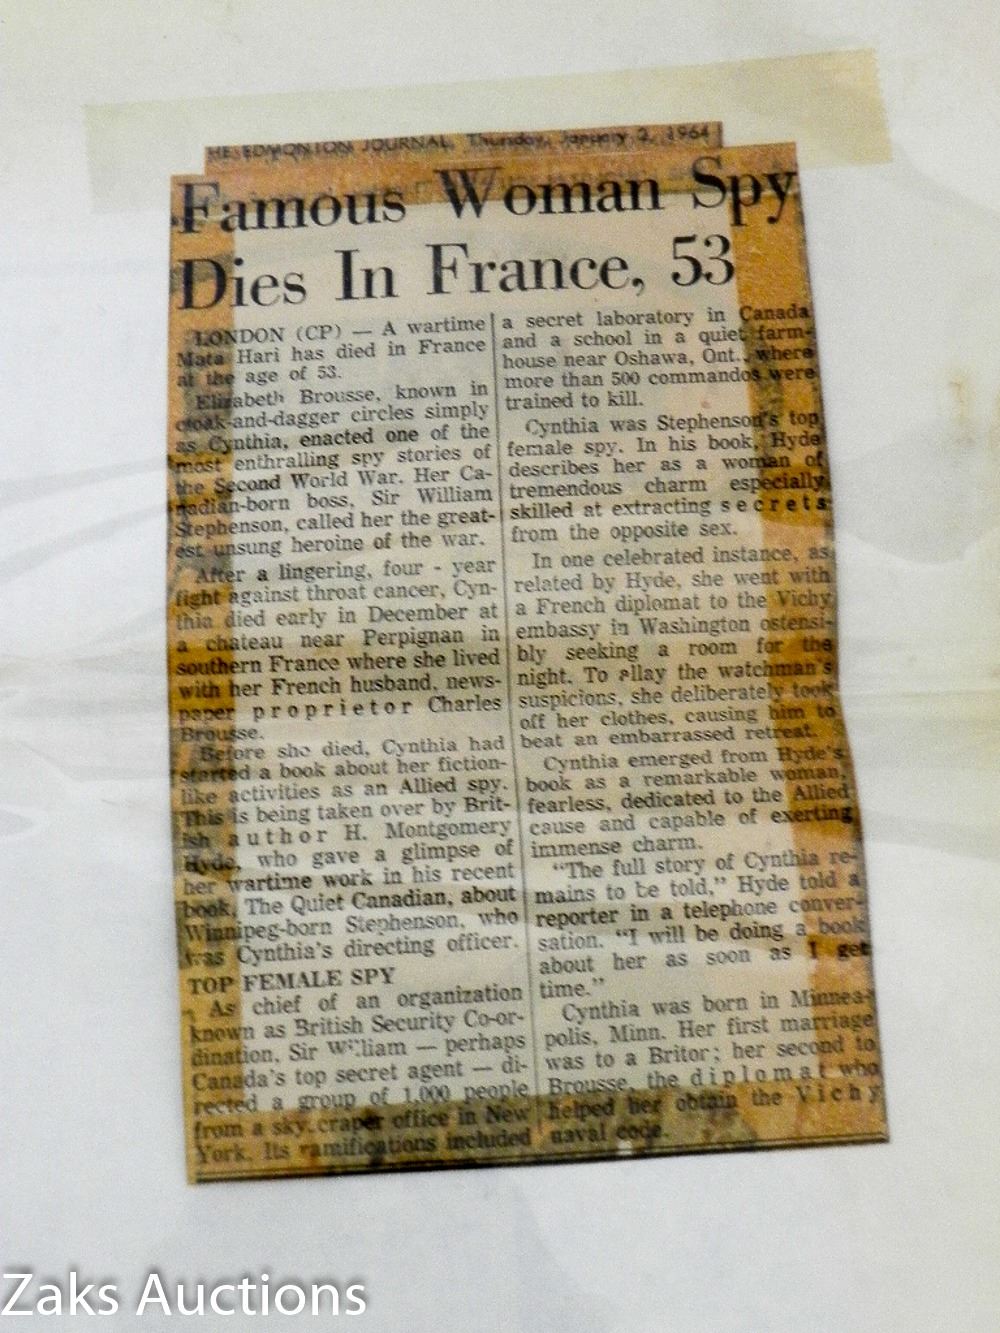 HE EDMONTON JOURNAL, Thursday, January 2, 1964
Famous Woman Spy
Dies In France, 53
LONDON (CP) — A wartime
Mata Hari has died in France
at the age of 53.
Elizabeth Brousse, known in
cloak-and-dagger circles simply
as Cynthia, enacted one of the
most enthralling spy stories of
the Second World War. Her Ca-
nadian-born boss, Sir William
Stephenson, called her the great-
est unsung heroine of the war.
After a lingering, four - year
fight against throat cancer, Cyn-
thia died early in December at
a chateau near Perpignan in
southern France where she lived
with her French husband, news-
paper proprietor Charles
Brousse.
Before she died, Cynthia had
started a book about her fiction-
like activities as an Allied spy.
This is being taken over by Brit-
ish author H. Montgomery
Hyde, who gave a glimpse of
her wartime work in his recent
book, The Quiet Canadian, about
Winnipeg-born Stephenson, who
was Cynthia's directing officer.
TOP FEMALE SPY
As chief of an organization
known as British Security Co-or-
dination, Sir William — perhaps
Canada's top secret agent — di-
rected a group of 1,000 people
from a skyscraper office in New
York. Its ramifications included
a secret laboratory in Canada
and a school in a quiet farm-
house near Oshawa, Ont., where
more than 500 commandos were
trained to kill.
Cynthia was Stephenson's top
female spy. In his book, Hyde
describes her as a woman of
tremendous charm especially
skilled at extracting secrets
from the opposite sex.
In one celebrated instance, as
related by Hyde, she went with
a French diplomat to the Vichy
embassy in Washington ostensi-
bly seeking a room for the
night. To allay the watchman's
suspicions, she deliberately took
off her clothes, causing him to
beat an embarrassed retreat.
Cynthia emerged from Hyde's
book as a remarkable woman,
fearless, dedicated to the Allied
cause and capable of exerting
immense charm.
"The full story of Cynthia re-
mains to be told," Hyde told a
reporter in a telephone conver-
sation. "I will be doing a book
about her as soon as I get
time."
Cynthia was born in Minnea-
polis, Minn. Her first marriage
was to a Britor; her second to
Brousse, the diplomat who
helped her obtain the Vichy
naval code.
Zaks Auctions